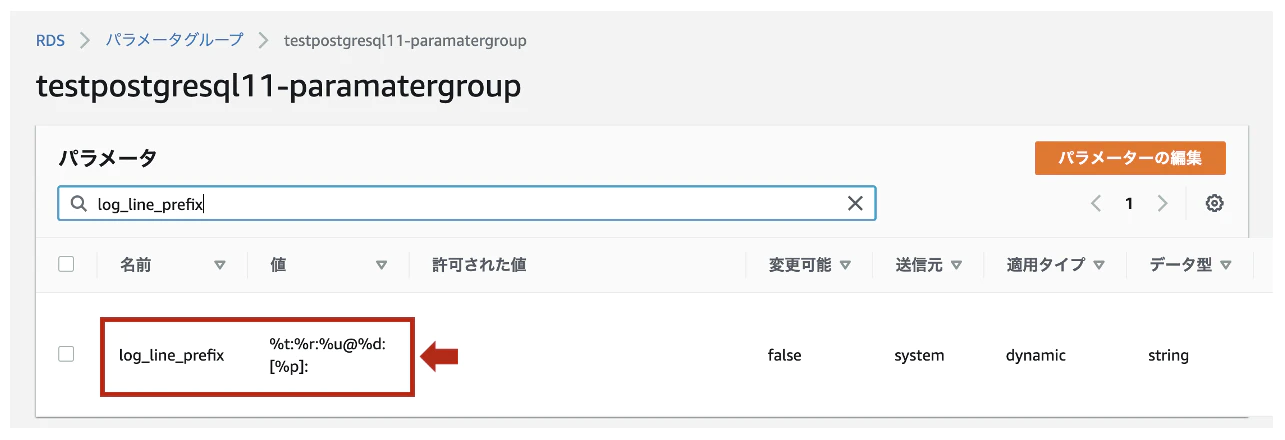 RDS > パラメータグループ > testpostgresql11-paramatergroup
testpostgresql11-paramatergroup
パラメータ
パラメーターの編集
log_line_prefix
1
名前 値 許可された値 変更可能 送信元 適用タイプ データ型
log_line_prefix %t:%r:%u@%d: false system dynamic string
[%p]: